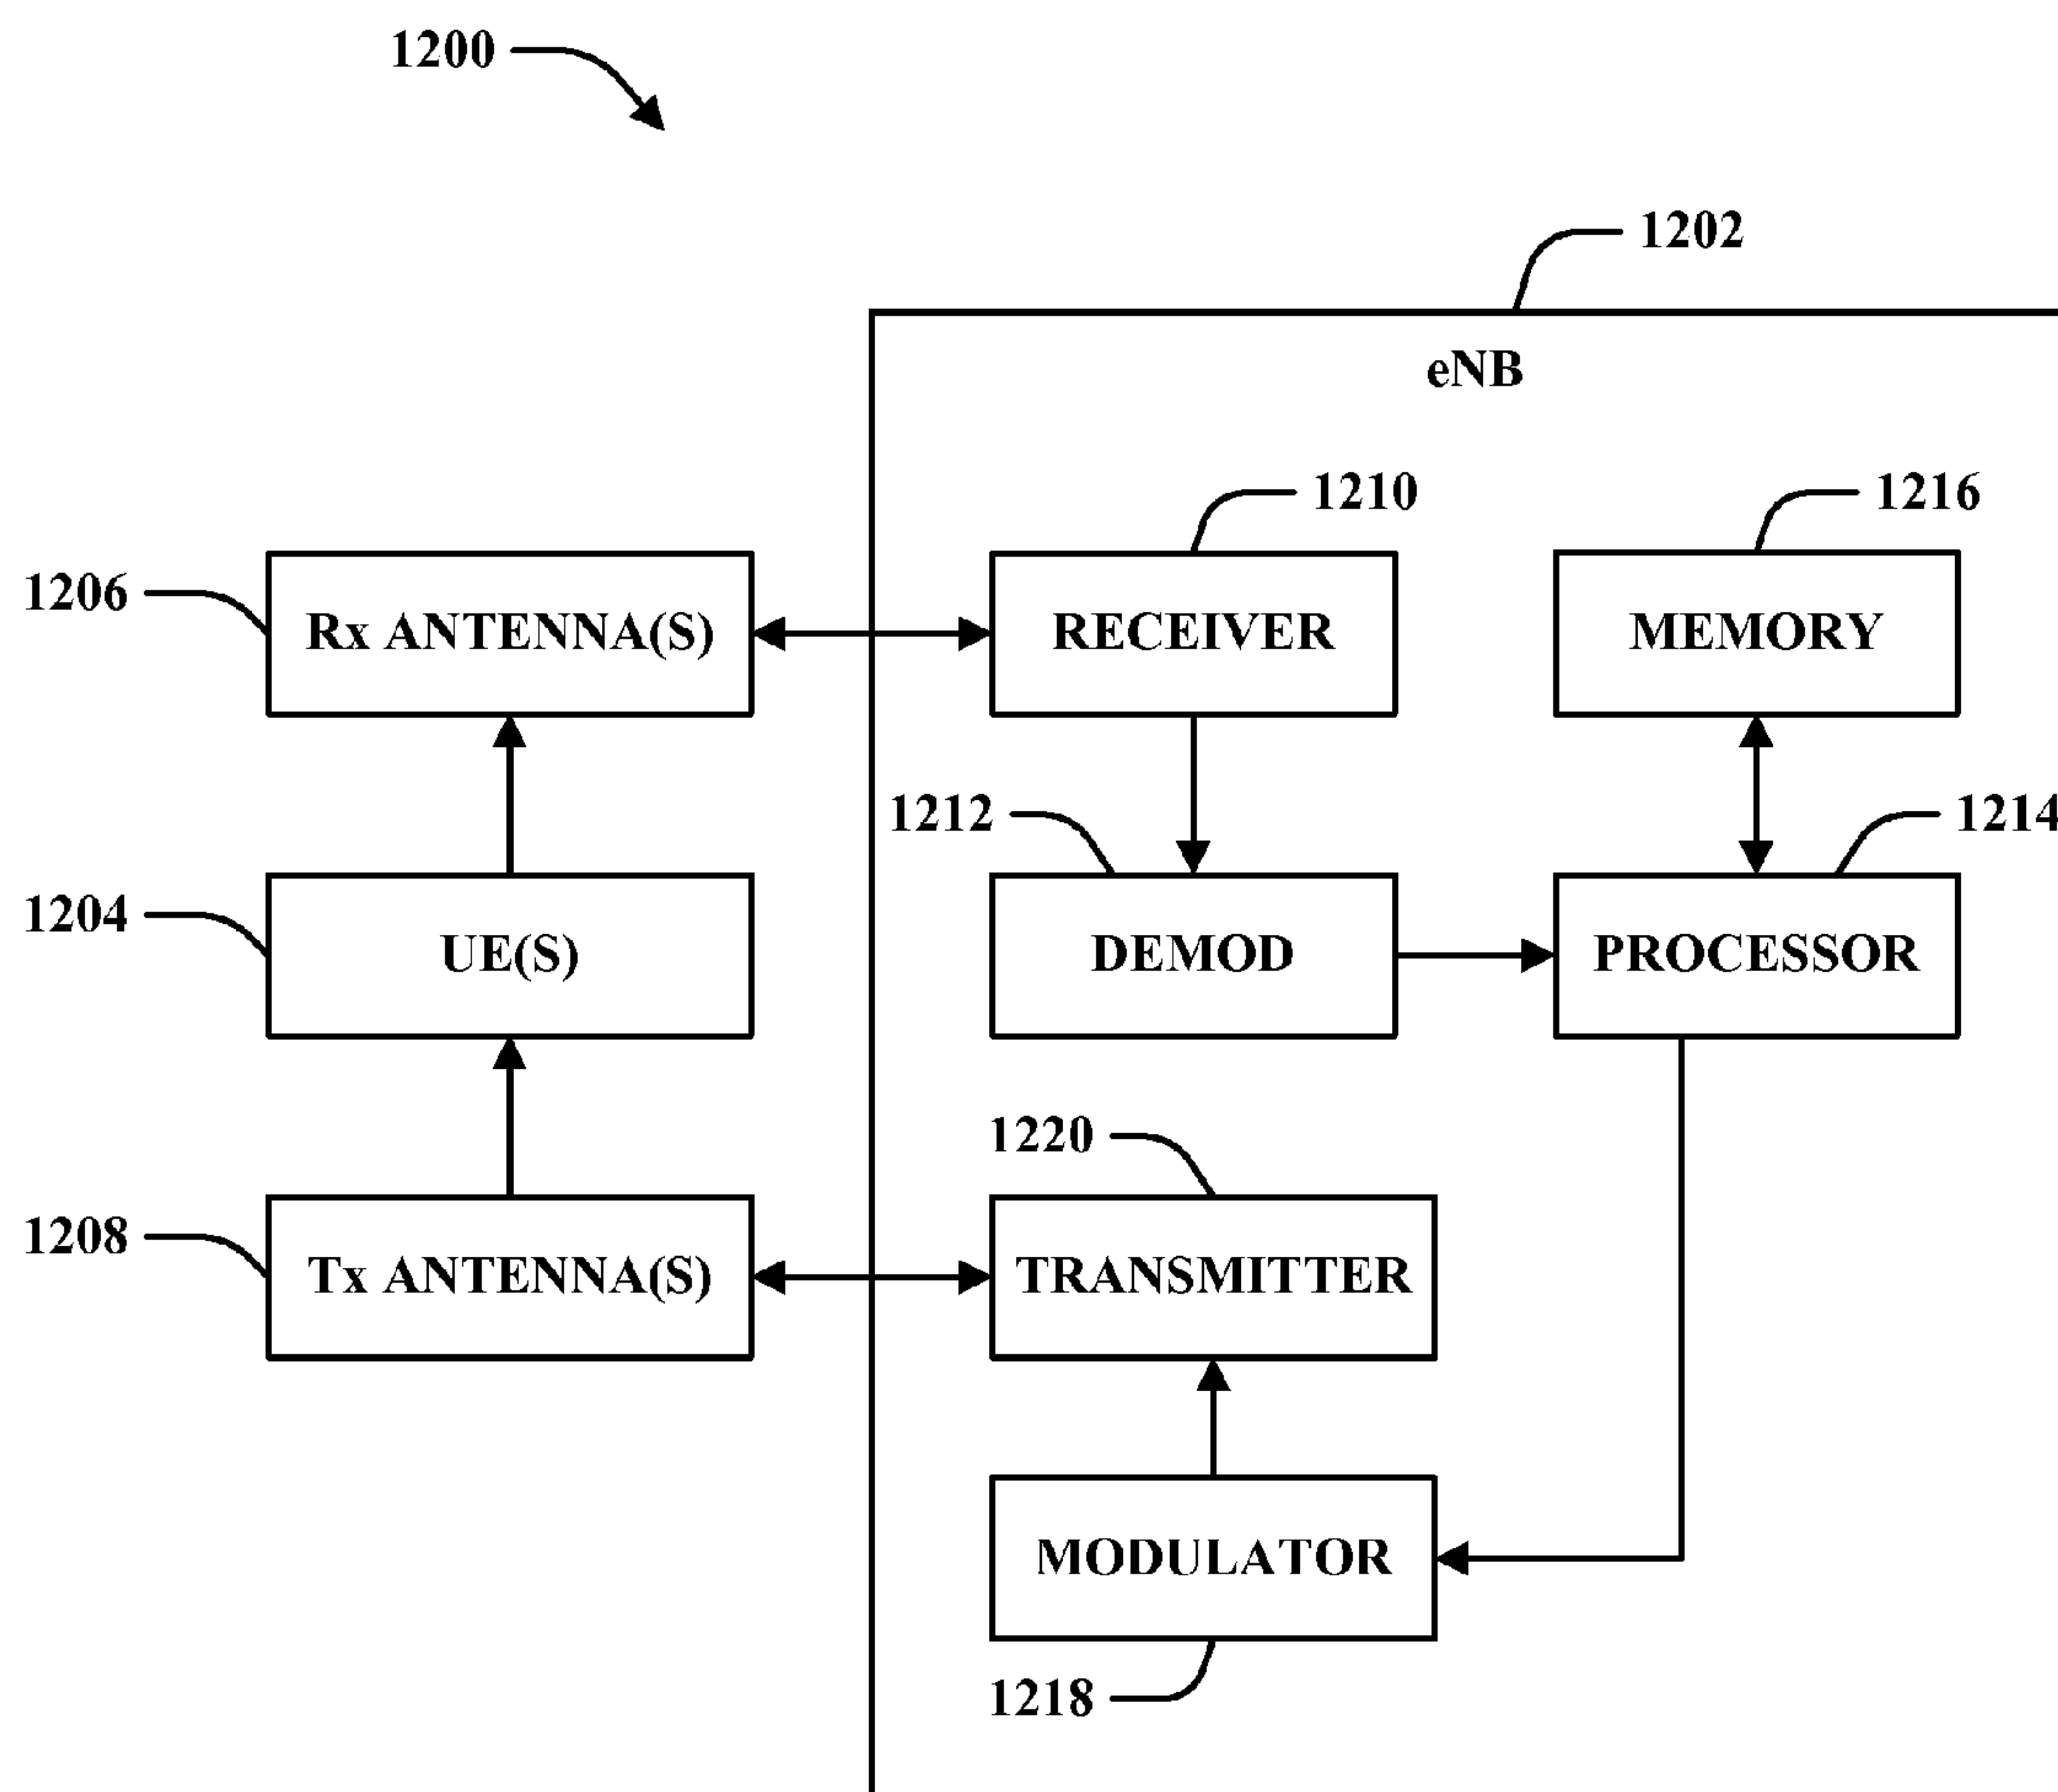 1200
1202
eNB
1210
1216
1206
Rx ANTENNA(S)
RECEIVER
MEMORY
1212
1214
1204
UE(S)
DEMOD
PROCESSOR
1220
1208
Tx ANTENNA(S)
TRANSMITTER
MODULATOR
1218